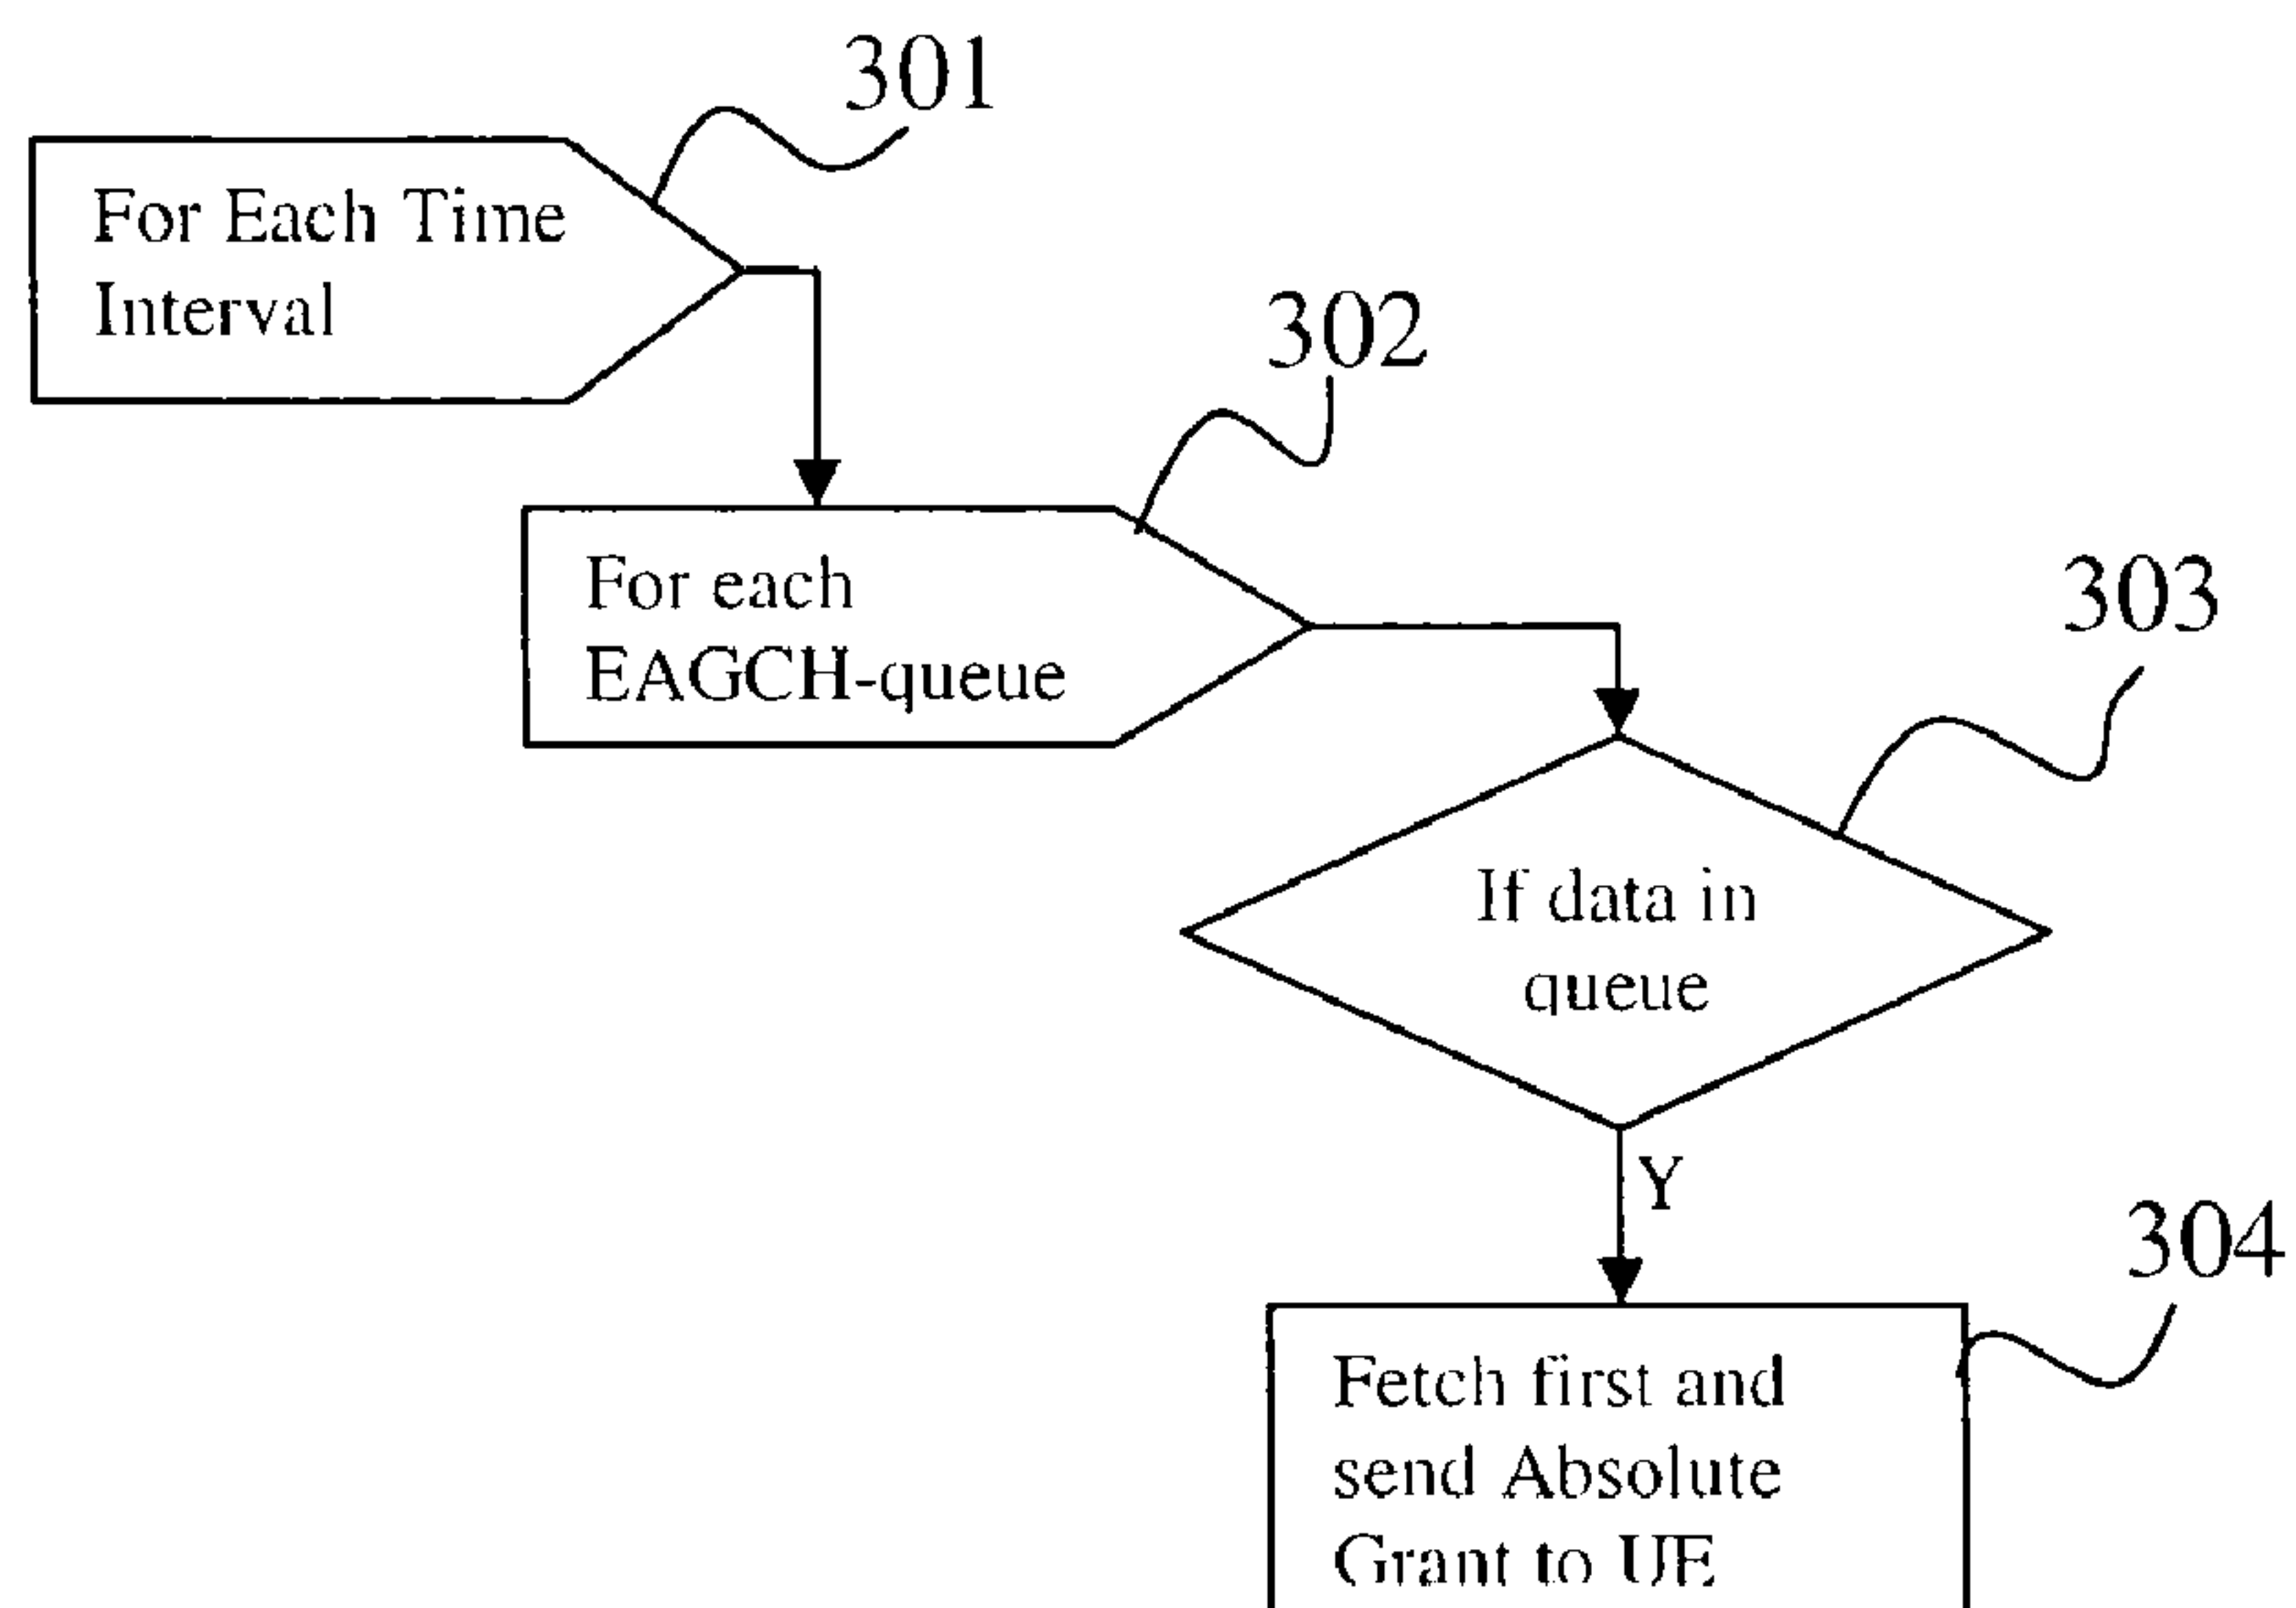 301
For Each Time
Interval
302
For each
EAGCH-queue
303
If data in
queue
Y
304
Fetch first and
send Absolute
Grant to UE